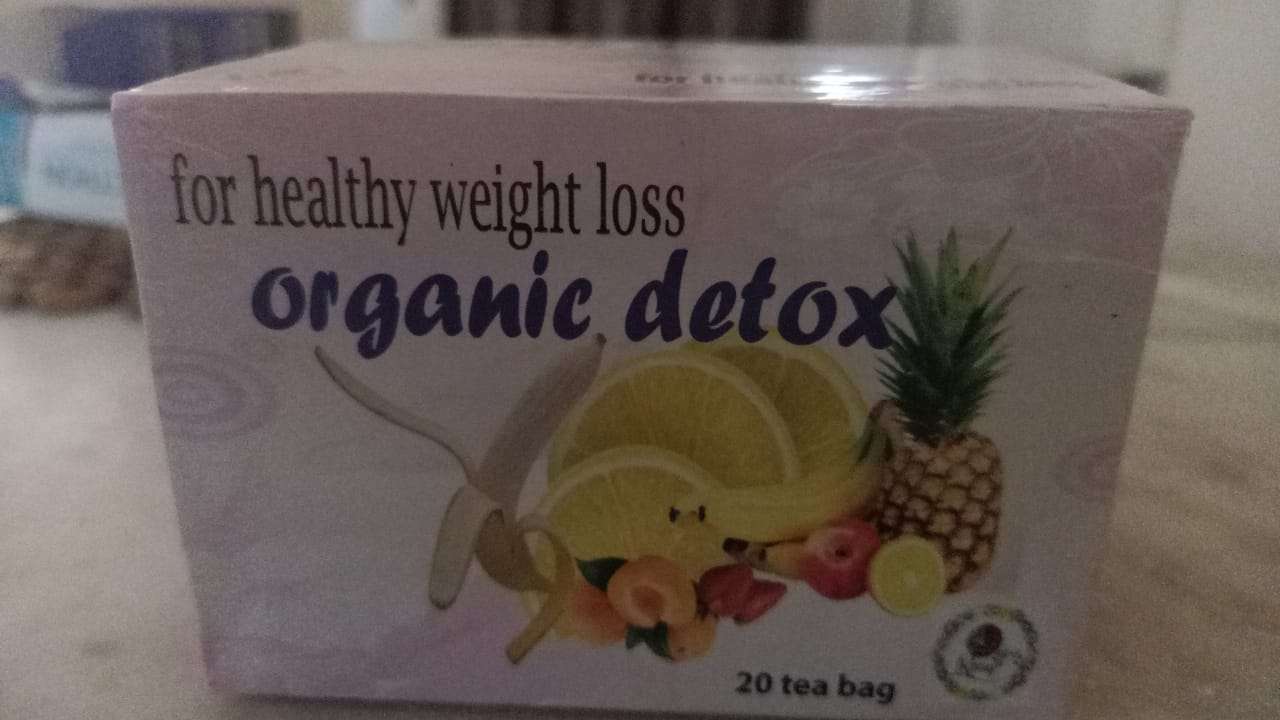 for healthy weight loss
organic detox
20 tea bag